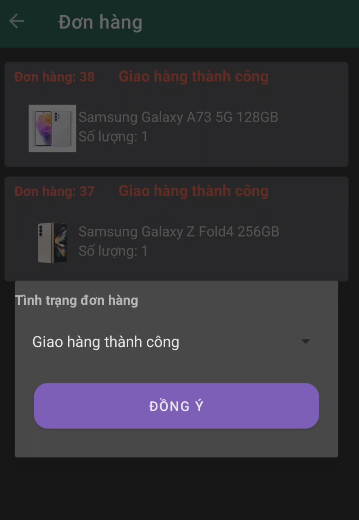 Đơn hàng
Đơn hàng: 38 Giao hàng thành công
Samsung Galaxy A73 5G 128GB
Số lượng: 1
Đơn hàng: 37 Giao hàng thành công
Samsung Galaxy Z Fold4 256GB
Số lượng: 1
Tình trạng đơn hàng
Giao hàng thành công
ĐỒNG Ý